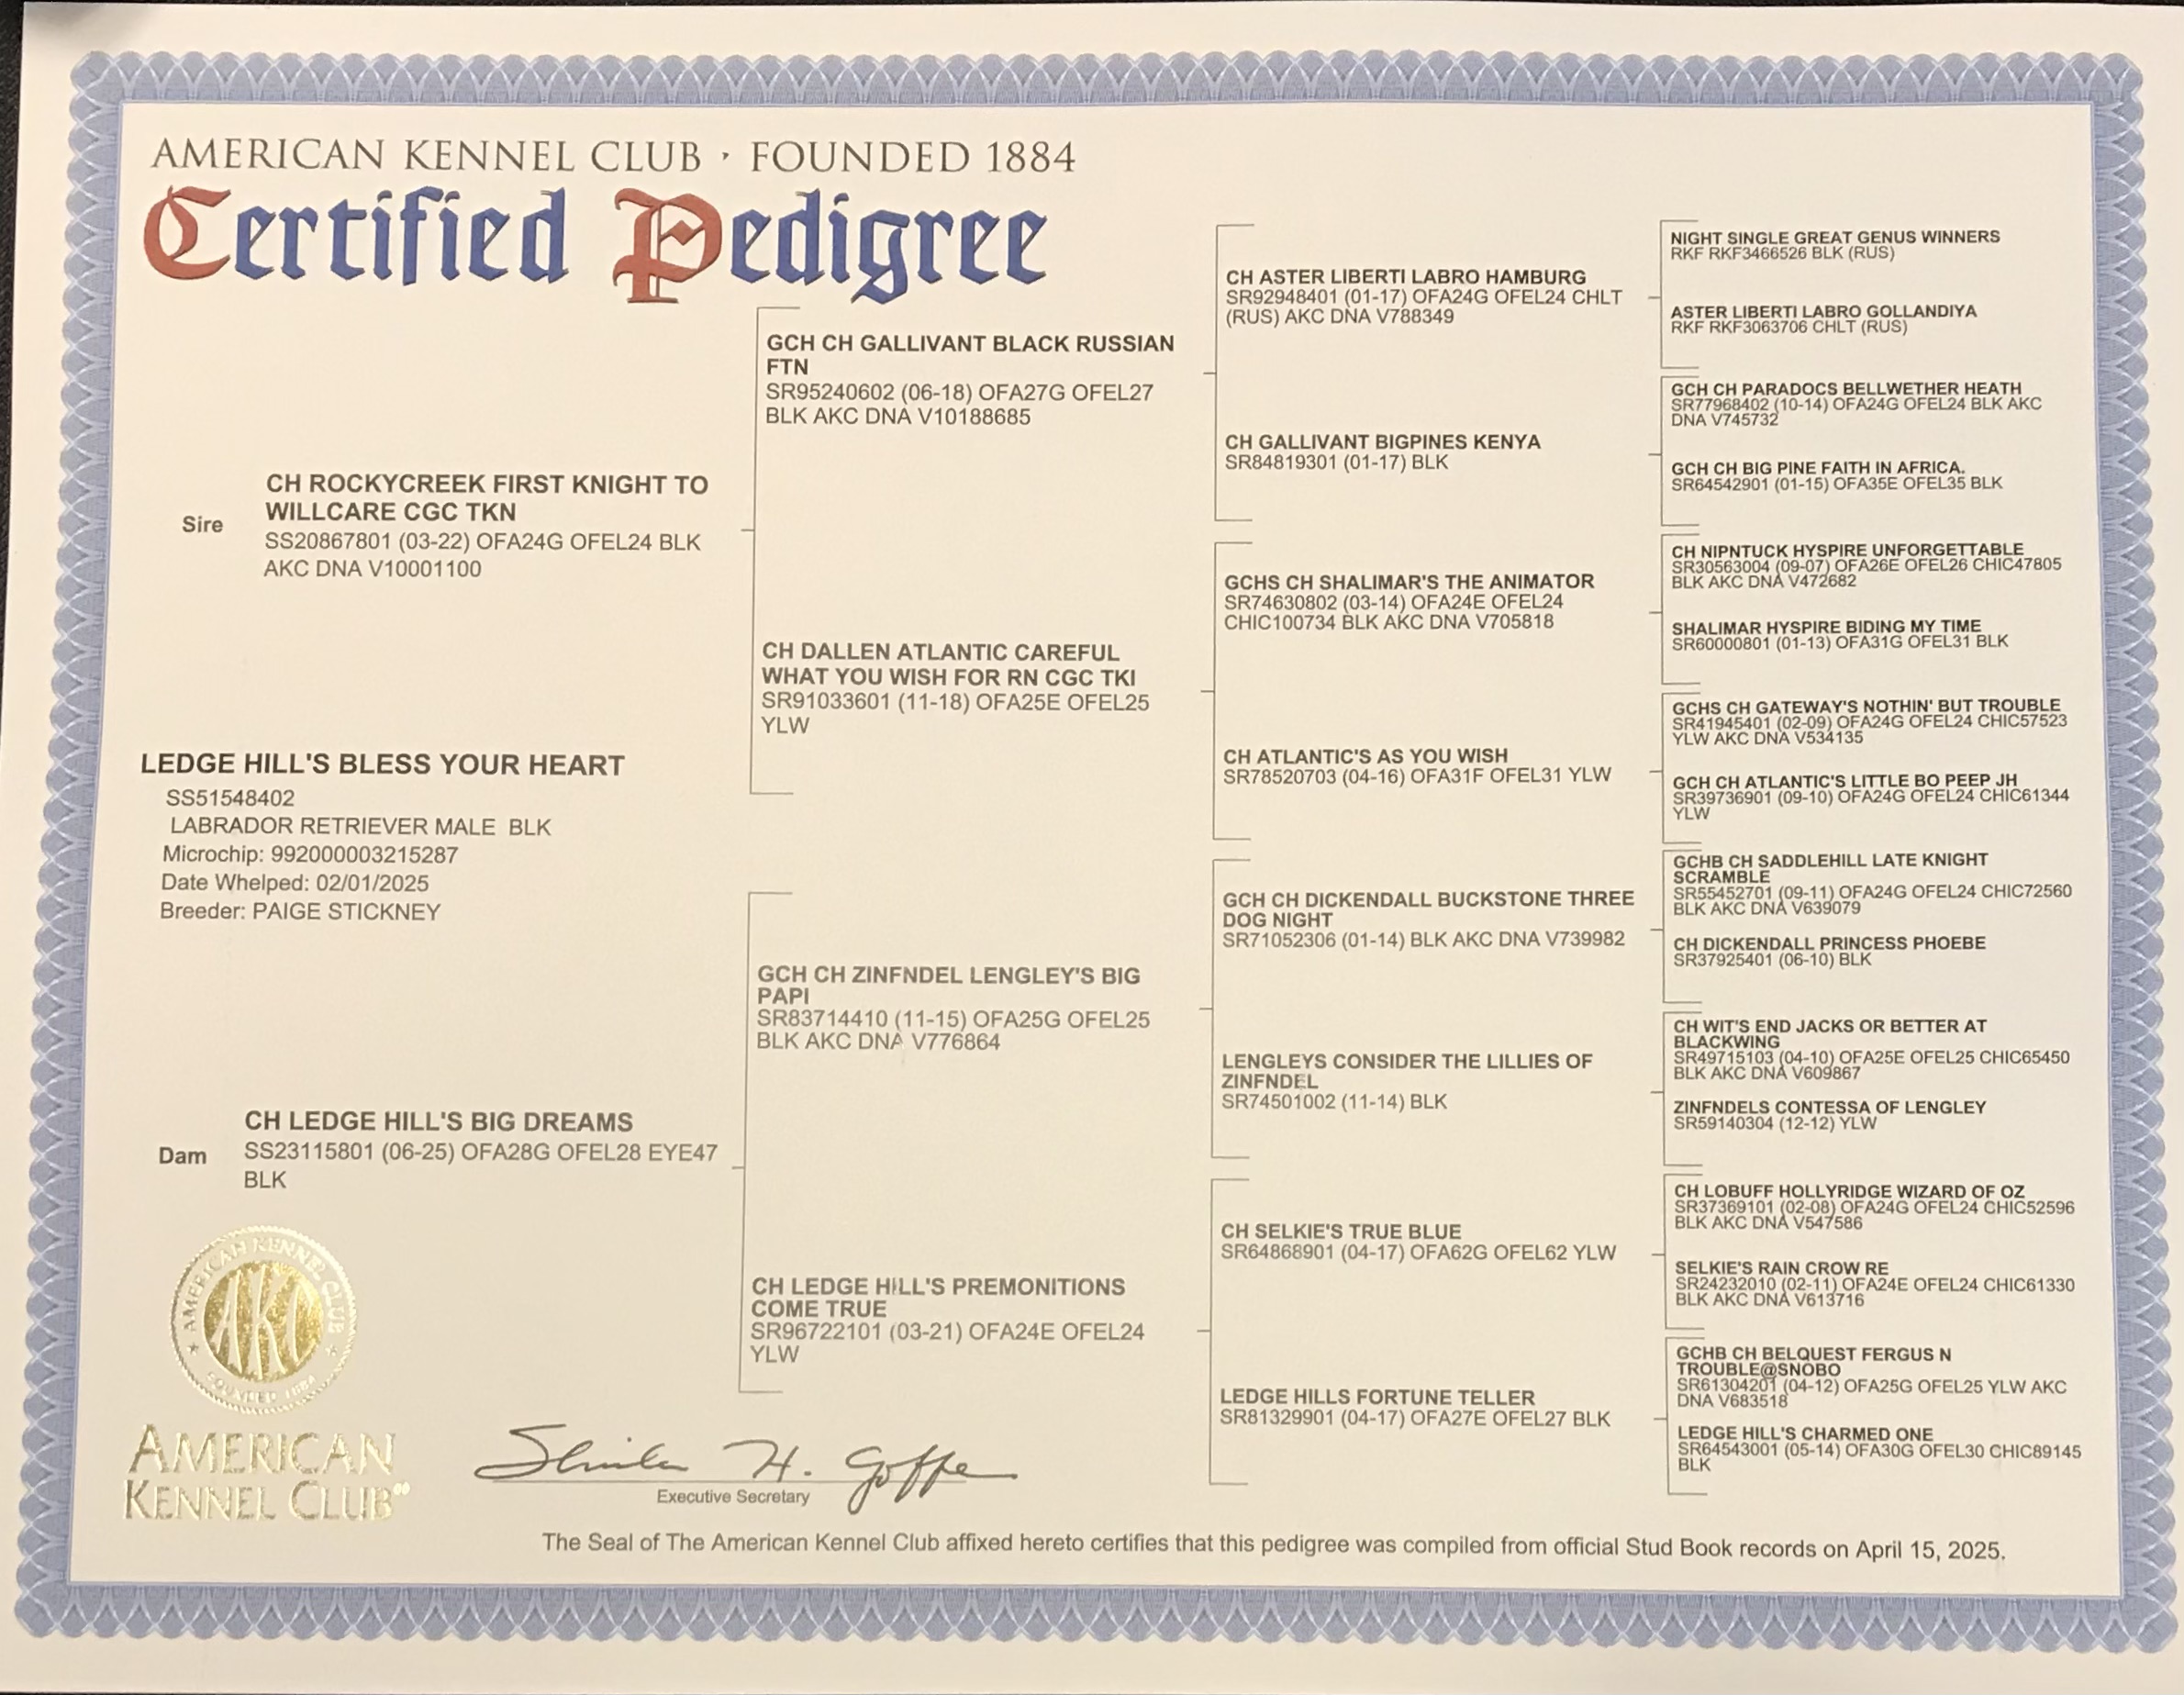 AMERICAN KENNEL CLUB · FOUNDED 1884
Certified Pedigree
Sire
CH ROCKYCREEK FIRST KNIGHT TO
WILLCARE CGC TKN
SS20867801 (03-22) OFA24G OFEL24 BLK
AKC DNA V10001100
LEDGE HILL'S BLESS YOUR HEART
SS51548402
LABRADOR RETRIEVER MALE BLK
Microchip: 992000003215287
Date Whelped: 02/01/2025
Breeder: PAIGE STICKNEY
Dam
CH LEDGE HILL'S BIG DREAMS
SS23115801 (06-25) OFA28G OFEL28 EYE47
BLK
GCH CH GALLIVANT BLACK RUSSIAN
FTN
SR95240602 (06-18) OFA27G OFEL27
BLK AKC DNA V10188685
CH DALLEN ATLANTIC CAREFUL
WHAT YOU WISH FOR RN CGC TKI
SR91033601 (11-18) OFA25E OFEL25
YLW
GCH CH ZINFNDEL LENGLEY'S BIG
PAPI
SR83714410 (11-15) OFA25G OFEL25
BLK AKC DNA V776864
CH LEDGE HILL'S PREMONITIONS
COME TRUE
SR96722101 (03-21) OFA24E OFEL24
YLW
CH ASTER LIBERTI LABRO HAMBURG
SR92948401 (01-17) OFA24G OFEL24 CHLT
(RUS) AKC DNA V788349
CH GALLIVANT BIGPINES KENYA
SR84819301 (01-17) BLK
GCHS CH SHALIMAR'S THE ANIMATOR
SR74630802 (03-14) OFA24E OFEL24
CHIC100734 BLK AKC DNA V705818
CH ATLANTIC'S AS YOU WISH
SR78520703 (04-16) OFA31F OFEL31 YLW
GCH CH DICKENDALL BUCKSTONE THREE
DOG NIGHT
SR71052306 (01-14) BLK AKC DNA V739982
LENGLEYS CONSIDER THE LILLIES OF
ZINFNDEL
SR74501002 (11-14) BLK
CH SELKIE'S TRUE BLUE
SR64868901 (04-17) OFA62G OFEL62 YLW
LEDGE HILLS FORTUNE TELLER
SR81329901 (04-17) OFA27E OFEL27 BLK
NIGHT SINGLE GREAT GENUS WINNERS
RKF RKF3466526 BLK (RUS)
ASTER LIBERTI LABRO GOLLANDIYA
RKF RKF3063706 CHLT (RUS)
GCH CH PARADOCS BELLWETHER HEATH
SR77968402 (10-14) OFA24G OFEL24 BLK AKC
DNA V745732
GCH CH BIG PINE FAITH IN AFRICA.
SR64542901 (01-15) OFA35E OFEL35 BLK
CH NIPNTUCK HYSPIRE UNFORGETTABLE
SR30563004 (09-07) OFA26E OFEL26 CHIC47805
BLK AKC DNA V472682
SHALIMAR HYSPIRE BIDING MY TIME
SR60000801 (01-13) OFA31G OFEL31 BLK
GCHS CH GATEWAY'S NOTHIN' BUT TROUBLE
SR41945401 (02-09) OFA24G OFEL24 CHIC57523
YLW AKC DNA V534135
GCH CH ATLANTIC'S LITTLE BO PEEP JH
SR39736901 (09-10) OFA24G OFEL24 CHIC61344
YLW
GCHB CH SADDLEHILL LATE KNIGHT
SCRAMBLE
SR55452701 (09-11) OFA24G OFEL24 CHIC72560
BLK AKC DNA V639079
CH DICKENDALL PRINCESS PHOEBE
SR37925401 (06-10) BLK
CH WIT'S END JACKS OR BETTER AT
BLACKWING
SR49715103 (04-10) OFA25E OFEL25 CHIC65450
BLK AKC DNA V609867
ZINFNDELS CONTESSA OF LENGLEY
SR59140304 (12-12) YLW
CH LOBUFF HOLLYRIDGE WIZARD OF OZ
SR37369101 (02-08) OFA24G OFEL24 CHIC52596
BLK AKC DNA V547586
SELKIE'S RAIN CROW RE
SR24232010 (02-11) OFA24E OFEL24 CHIC61330
BLK AKC DNA V613716
GCHB CH BELQUEST FERGUS N
TROUBLE@SNOBO
SR61304201 (04-12) OFA25G OFEL25 YLW AKC
DNA V683518
LEDGE HILL'S CHARMED ONE
SR64543001 (05-14) OFA30G OFEL30 CHIC89145
BLK
AMERICAN KENNEL CLUB
AKC
FOUNDED 1884
AMERICAN
KENNEL CLUB®
H. Goffe
Executive Secretary
The Seal of The American Kennel Club affixed hereto certifies that this pedigree was compiled from official Stud Book records on April 15, 2025.